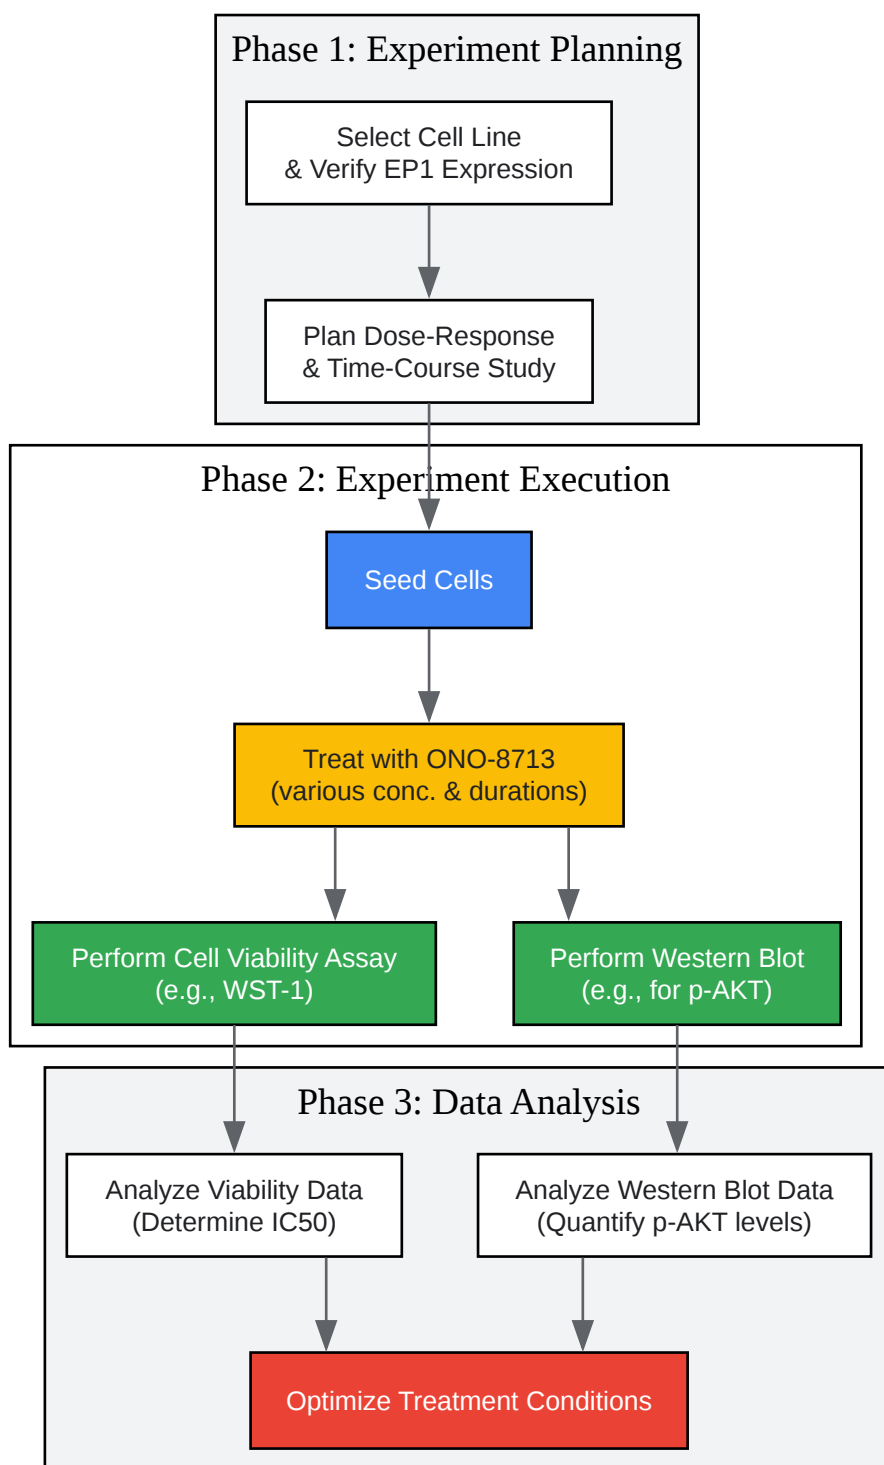 Phase 1: Experiment Planning
Select Cell Line
& Verify EP1 Expression
Plan Dose-Response
& Time-Course Study
Phase 2: Experiment Execution
Seed Cells
Treat with ONO-8713
(various conc. & durations)
Perform Cell Viability Assay
(e.g., WST-1)
Perform Western Blot
(e.g., for p-AKT)
Phase 3: Data Analysis
Analyze Viability Data
(Determine IC50)
Analyze Western Blot Data
(Quantify p-AKT levels)
Optimize Treatment Conditions